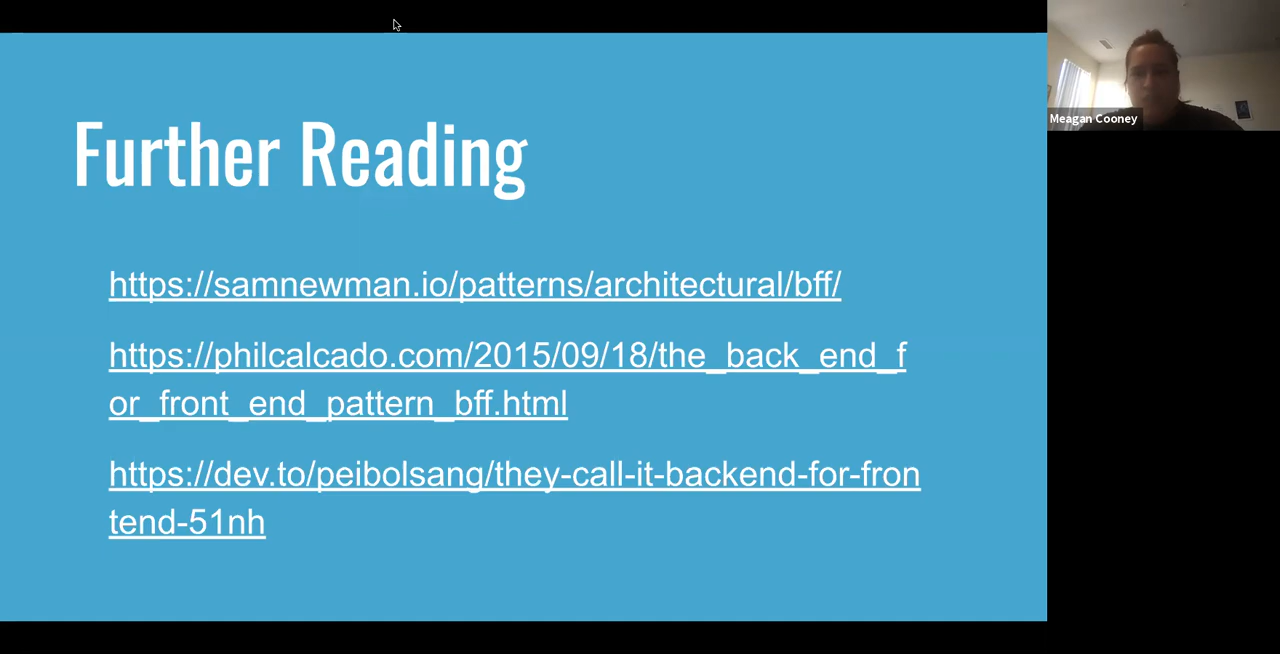 Further Reading
https://samnewman.io/patterns/architectural/bff/
https://philcalcado.com/2015/09/18/the_back_end_f
or_front_end_pattern_bff.html
https://dev.to/peibolsang/they-call-it-backend-for-fron
tend-51nh
Meagan Cooney